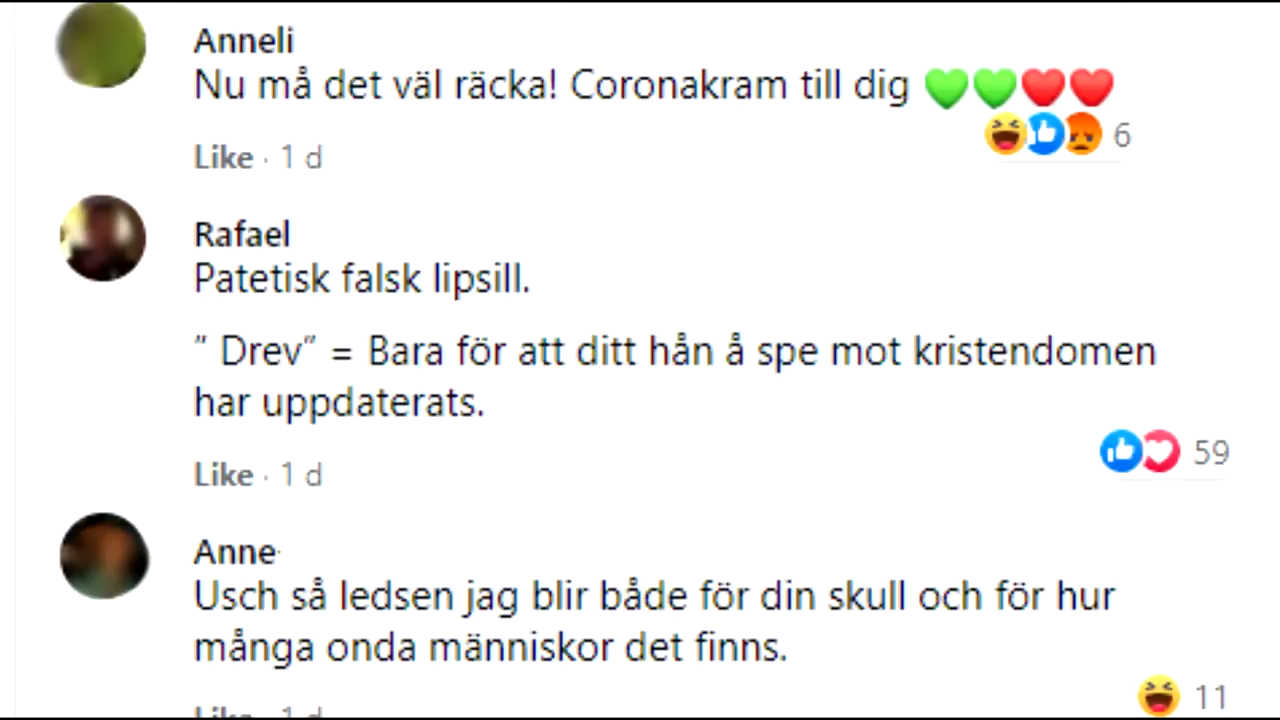 Anneli
Nu må det väl räcka! Coronakram till dig 💚💚❤️❤️
6
Like · 1 d
Rafael
Patetisk falsk lipsill.
” Drev” = Bara för att ditt hån å spe mot kristendomen
har uppdaterats.
59
Like · 1 d
Anne
Usch så ledsen jag blir både för din skull och för hur
många onda människor det finns.
11
Like · 1 d